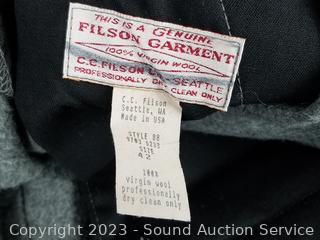 THIS IS A GENUINE
FILSON GARMENT
100% VIRGIN WOOL
C.C. FILSON SEATTLE
PROFESSIONALLY DRY CLEAN ONLY
C.C. Filson
Seattle, WA
Made in USA
STYLE 88
SIZE
42
100%
virgin wool
professionally
dry clean only
Copyright 2023 - Sound Auction Service